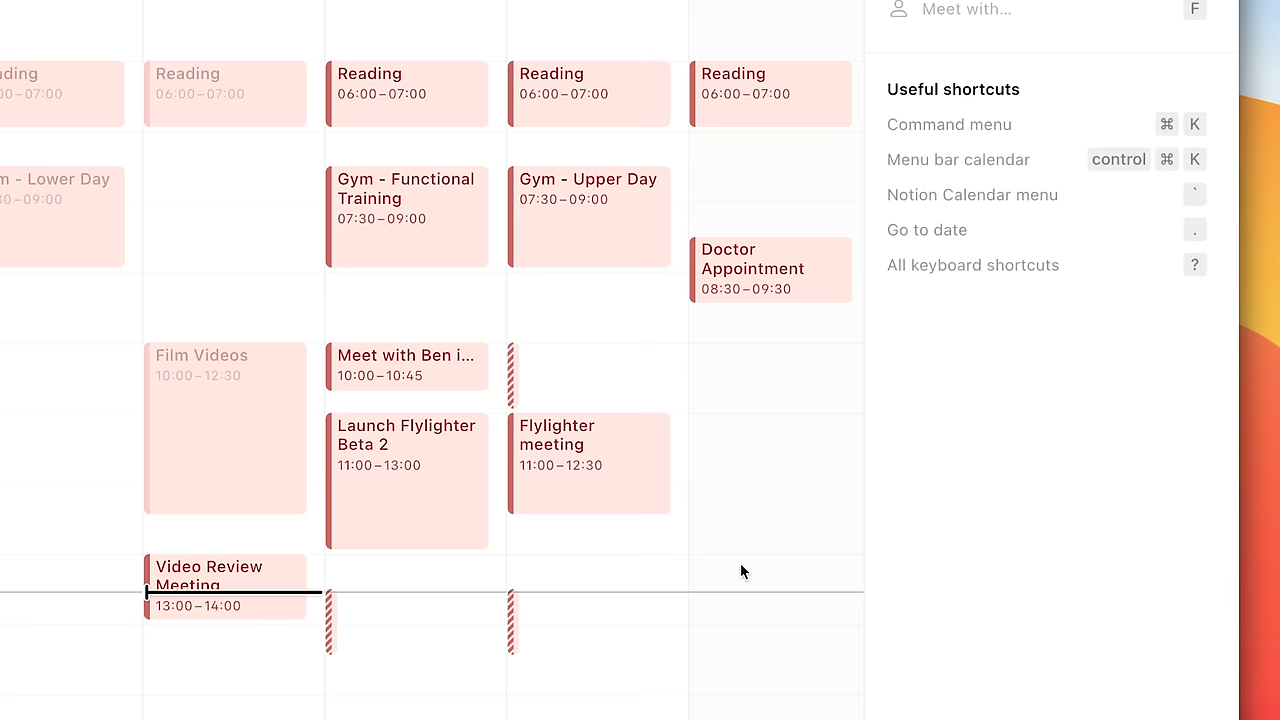 Meet with... F
ading
00–07:00
Reading
06:00–07:00
Reading
06:00–07:00
Reading
06:00–07:00
Reading
06:00–07:00
m - Lower Day
30–09:00
Gym - Functional
Training
07:30–09:00
Gym - Upper Day
07:30–09:00
Doctor
Appointment
08:30–09:30
Film Videos
10:00–12:30
Meet with Ben i...
10:00–10:45
Launch Flylighter
Beta 2
11:00–13:00
Flylighter
meeting
11:00–12:30
Video Review
Meeting
13:00–14:00
Useful shortcuts
Command menu ⌘ K
Menu bar calendar control ⌘ K
Notion Calendar menu `
Go to date .
All keyboard shortcuts ?